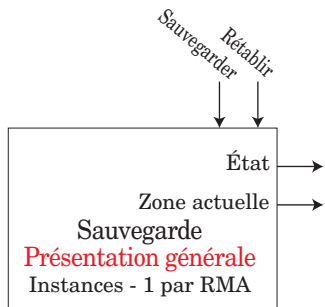 Sauvegarder
Rétablir
État
Zone actuelle
Sauvegarde
Présentation générale
Instances - 1 par RMA